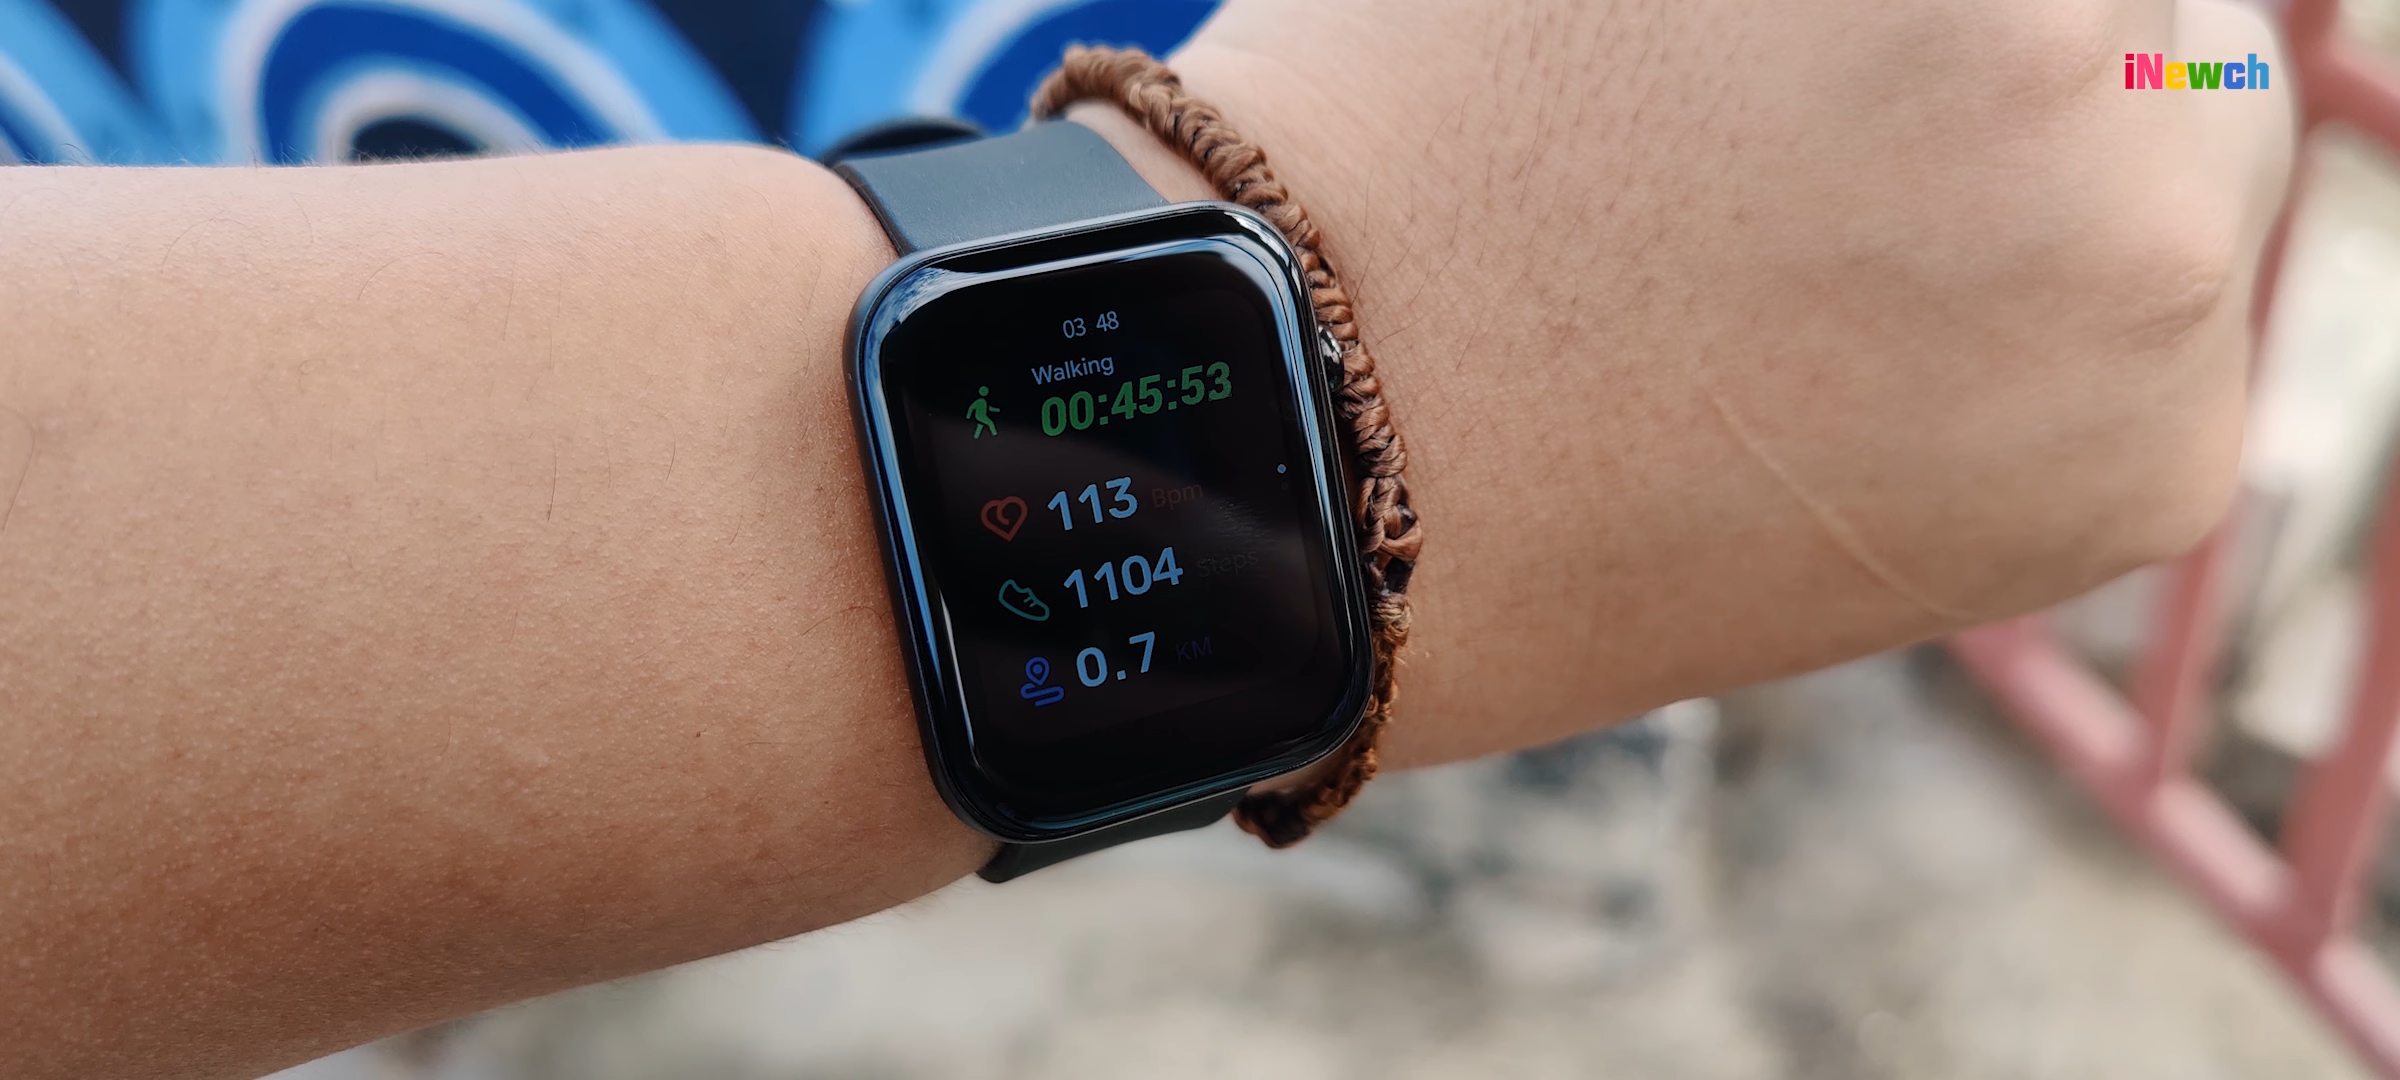 iNewch
03 48
Walking
00:45:53
113 Bpm
1104 Steps
0.7 KM